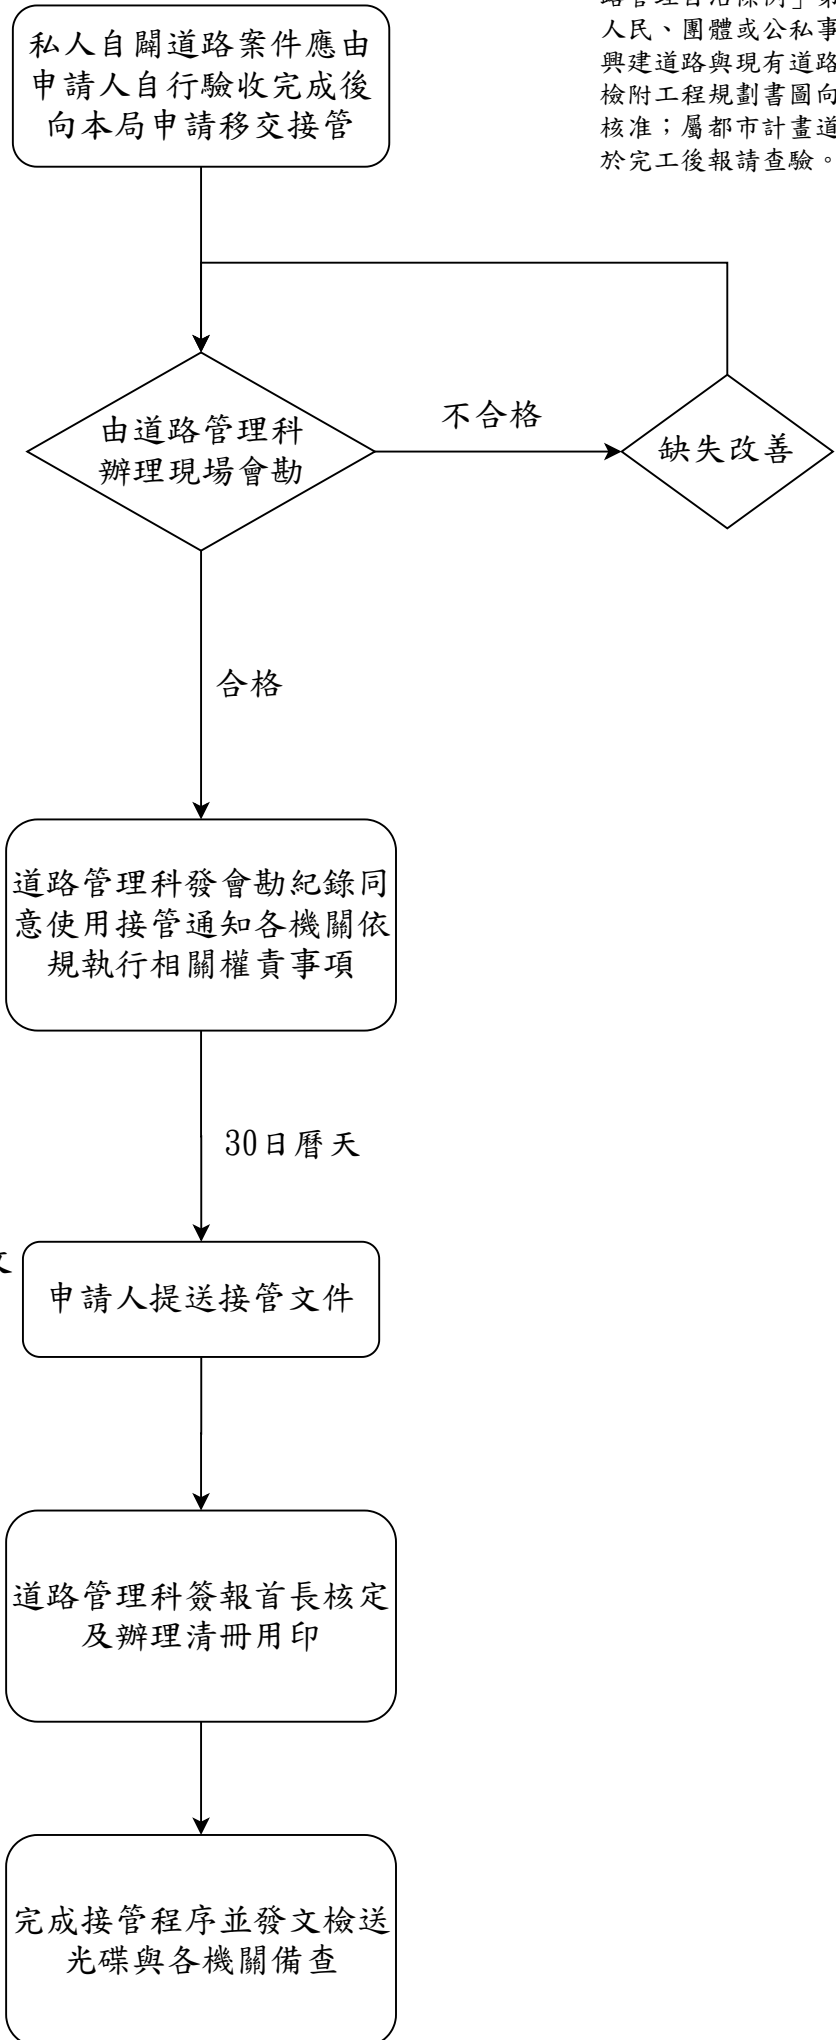 私人自闢道路案件應由
申請人自行驗收完成後
向本局申請移交接管
路管理自治條例」第
人民、團體或公私事
興建道路與現有道路
檢附工程規劃書圖向
核准；屬都市計畫道
於完工後報請查驗。
由道路管理科
辦理現場會勘
不合格
缺失改善
合格
道路管理科發會勘紀錄同
意使用接管通知各機關依
規執行相關權責事項
30日曆天
文
申請人提送接管文件
道路管理科簽報首長核定
及辦理清冊用印
完成接管程序並發文檢送
光碟與各機關備查